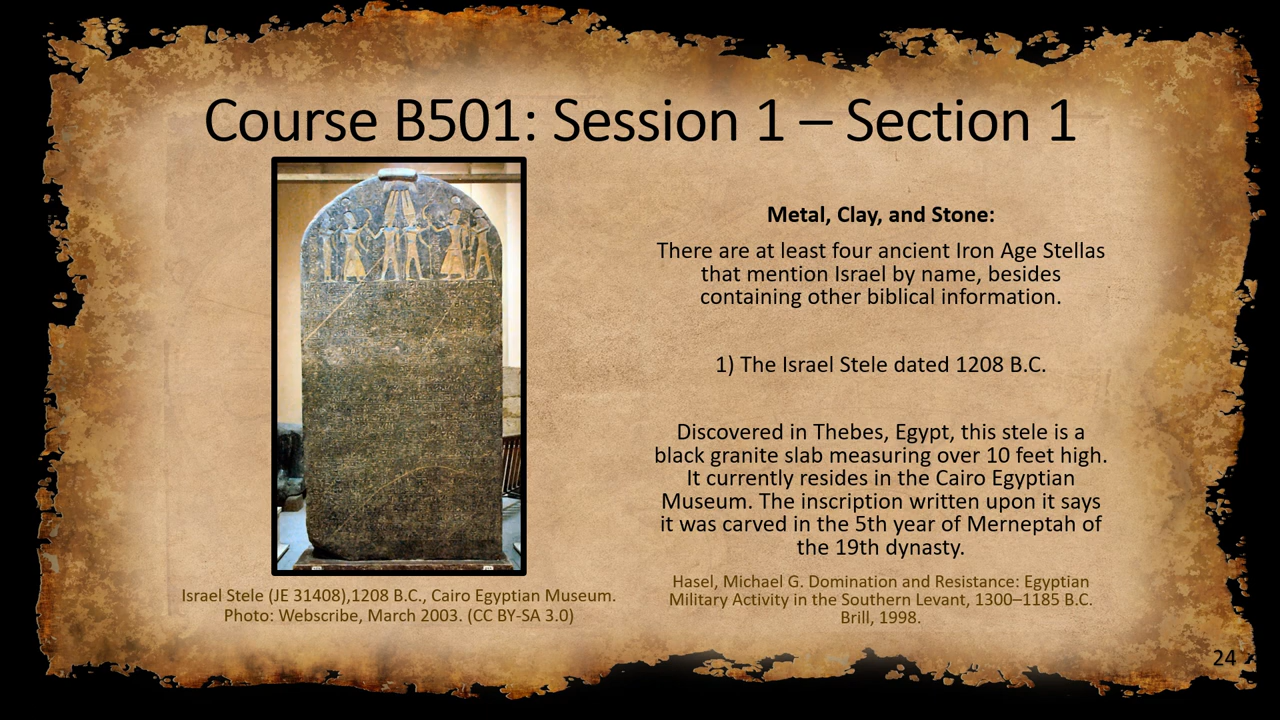 Course B501: Session 1 – Section 1
Metal, Clay, and Stone:
There are at least four ancient Iron Age Stellas
that mention Israel by name, besides
containing other biblical information.
1) The Israel Stele dated 1208 B.C.
Discovered in Thebes, Egypt, this stele is a
black granite slab measuring over 10 feet high.
It currently resides in the Cairo Egyptian
Museum. The inscription written upon it says
it was carved in the 5th year of Merneptah of
the 19th dynasty.
Hasel, Michael G. Domination and Resistance: Egyptian
Military Activity in the Southern Levant, 1300–1185 B.C.
Brill, 1998.
Israel Stele (JE 31408),1208 B.C., Cairo Egyptian Museum.
Photo: Webscribe, March 2003. (CC BY-SA 3.0)
24